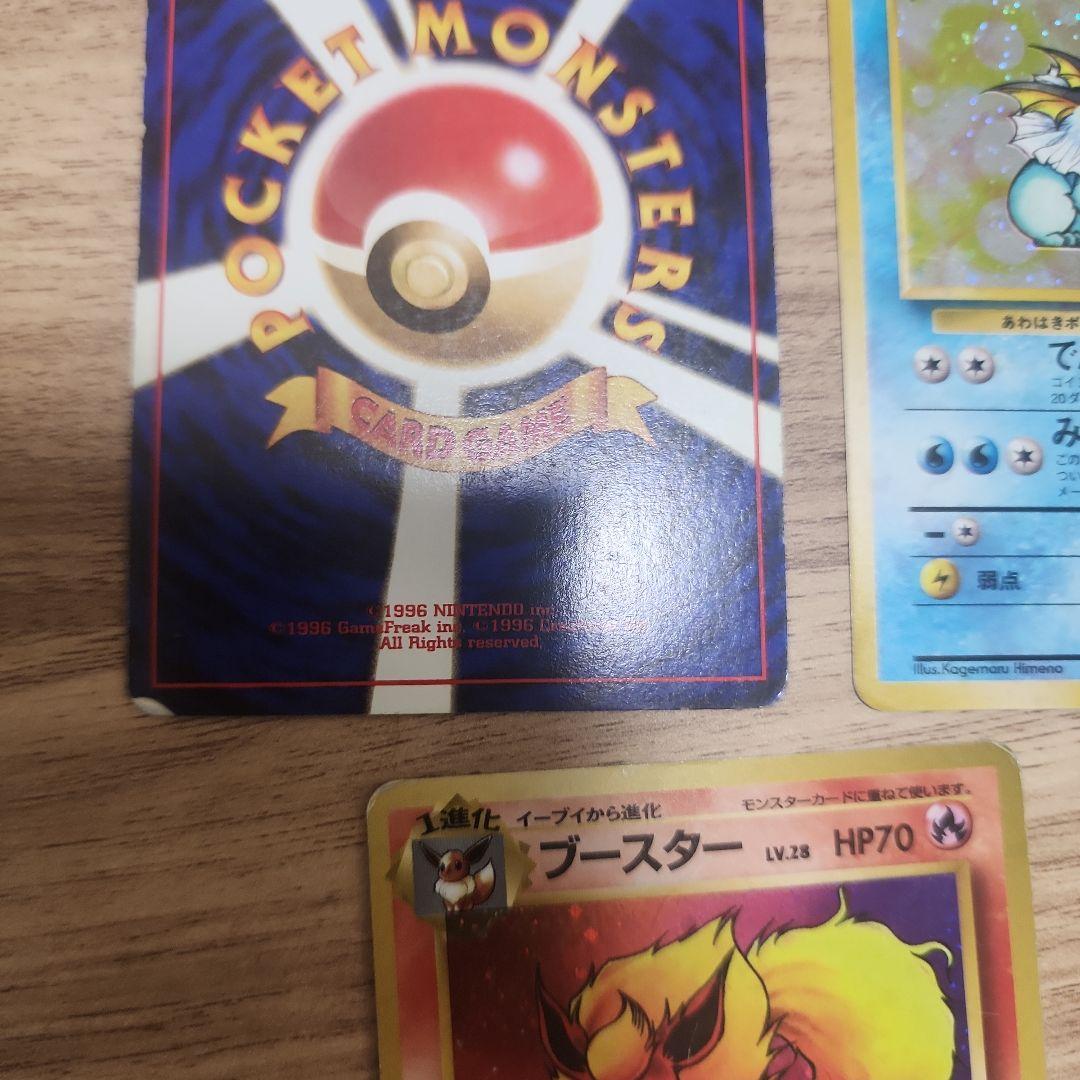 POCKET MONSTERS
CARD GAME
©1996 NINTENDO inc.
©1996 GameFreak inc. ©1996
All Rights reserved.
あわはきポ
で
コイ
20ダ
み
この
つい
メー
弱点
Illus. Kagemaru Himeno
1進化 イーブイから進化
モンスターカードに重ねて使います。
ブースター LV.28 HP70